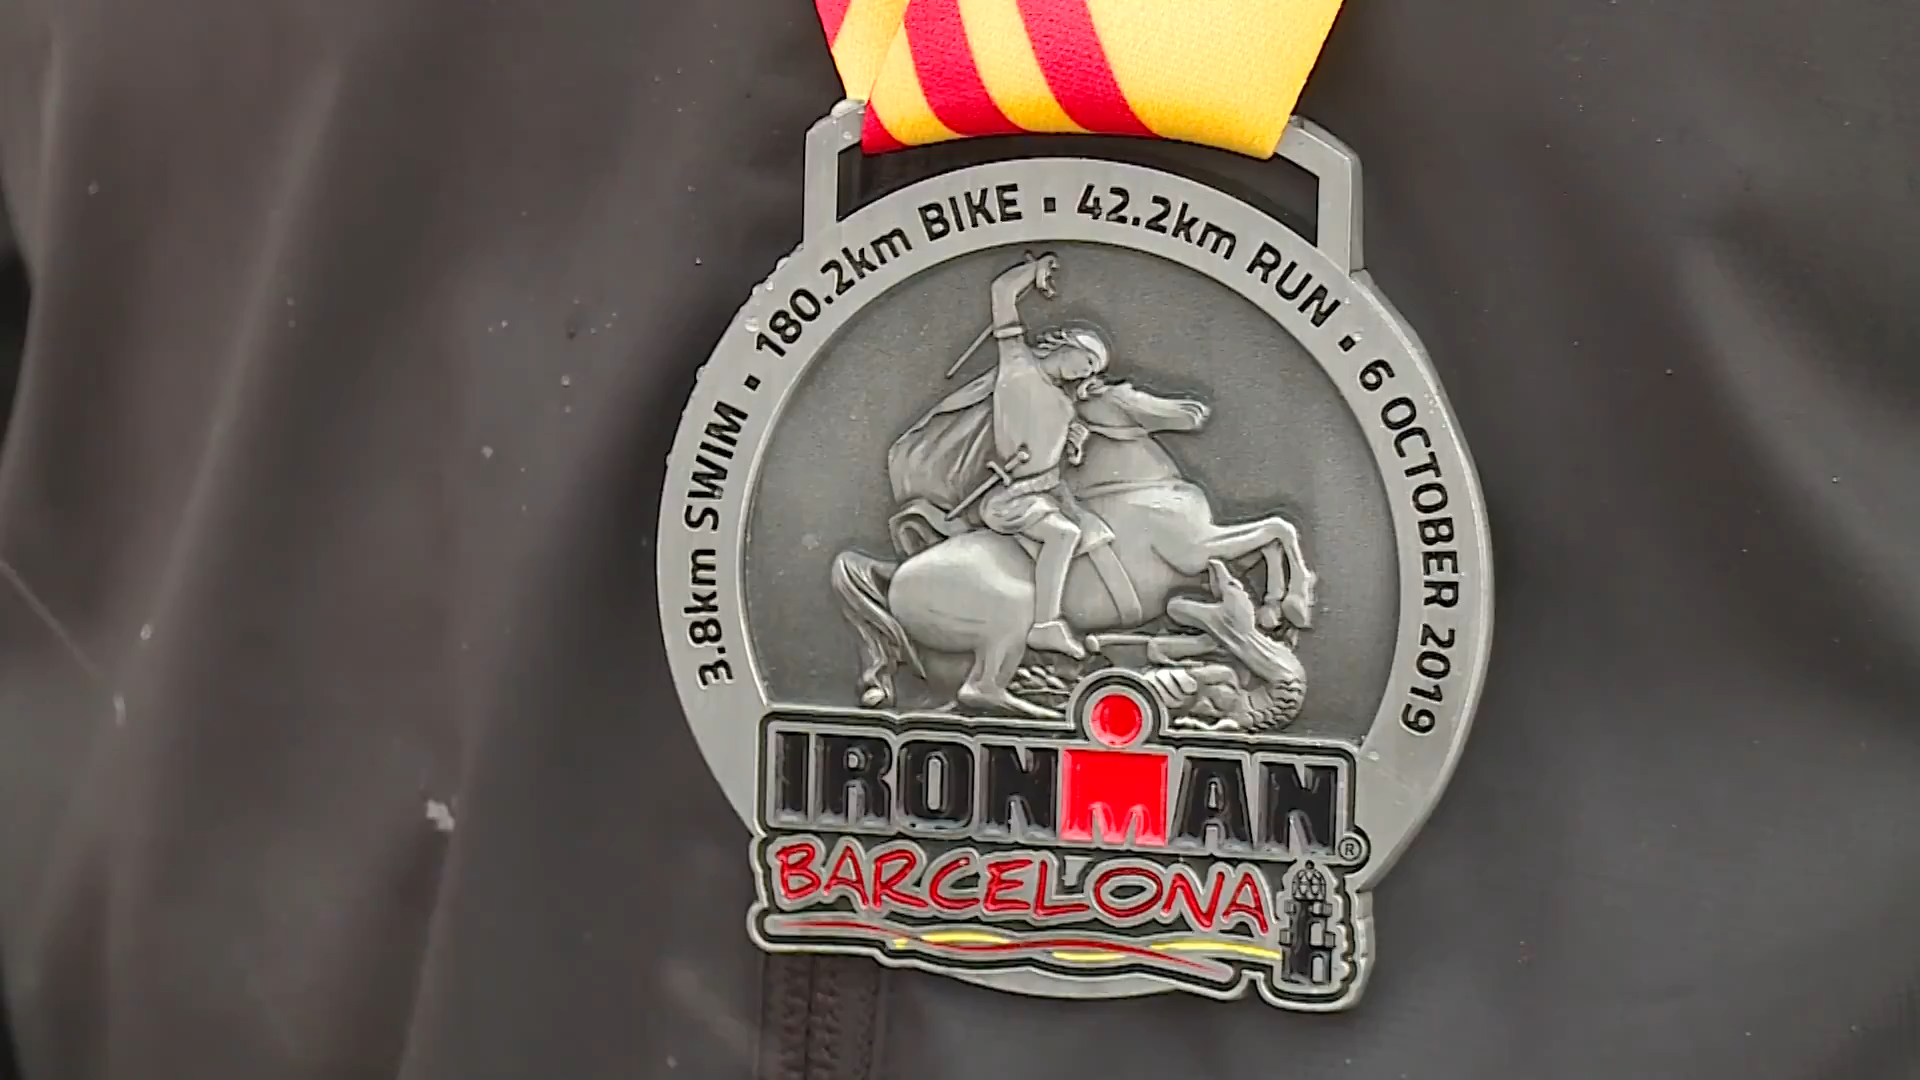 3.8km SWIM ▪ 180.2km BIKE ▪ 42.2km RUN ▪ 6 OCTOBER 2019
IRONMAN®
BARCELONA